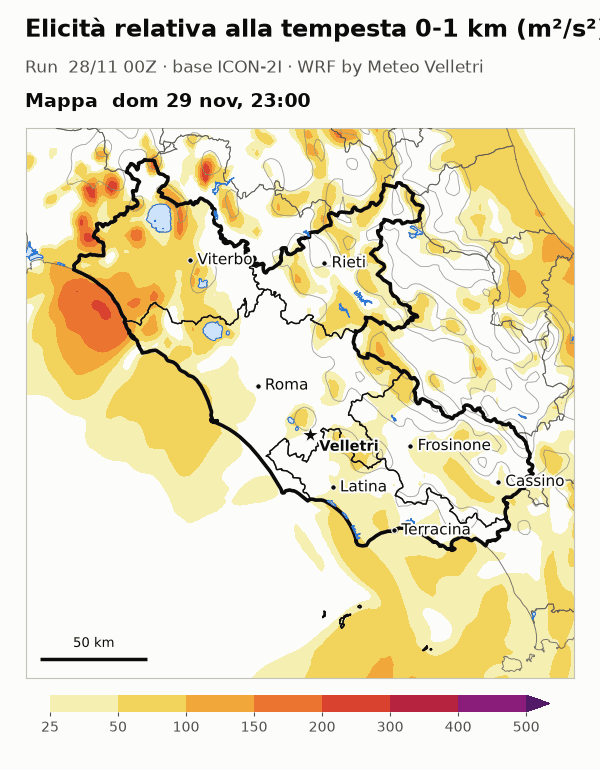 Elicità relativa alla tempesta 0-1 km (m²/s²)
Run 28/11 00Z · base ICON-2I · WRF by Meteo Velletri
Mappa dom 29 nov, 23:00
Viterbo
Rieti
Roma
Velletri
Frosinone
Cassino
Latina
Terracina
50 km
25 50 100 150 200 300 400 500